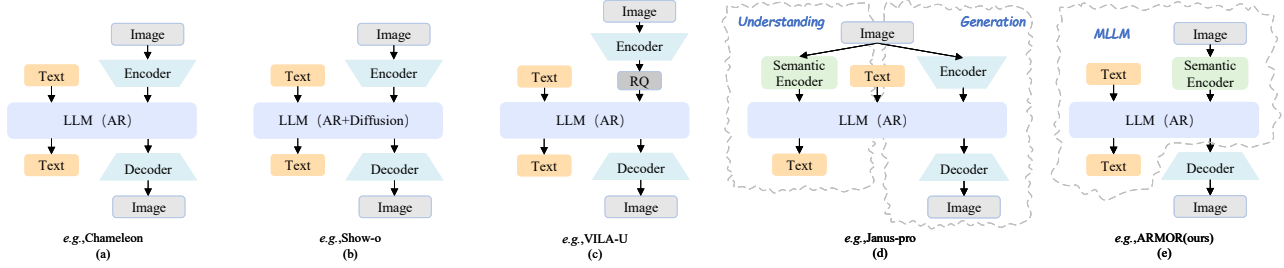 Image
Encoder
Text
LLM（AR）
Text
Decoder
Image
e.g.,Chameleon
(a)
Image
Encoder
Text
LLM（AR+Diffusion）
Text
Decoder
Image
e.g.,Show-o
(b)
Image
Encoder
RQ
Text
LLM（AR）
Text
Decoder
Image
e.g.,VILA-U
(c)
Understanding
Generation
Image
Semantic
Encoder
Text
Encoder
LLM（AR）
Text
Decoder
Image
e.g.,Janus-pro
(d)
MLLM
Image
Text
Semantic
Encoder
LLM（AR）
Text
Decoder
Image
e.g.,ARMOR(ours)
(e)